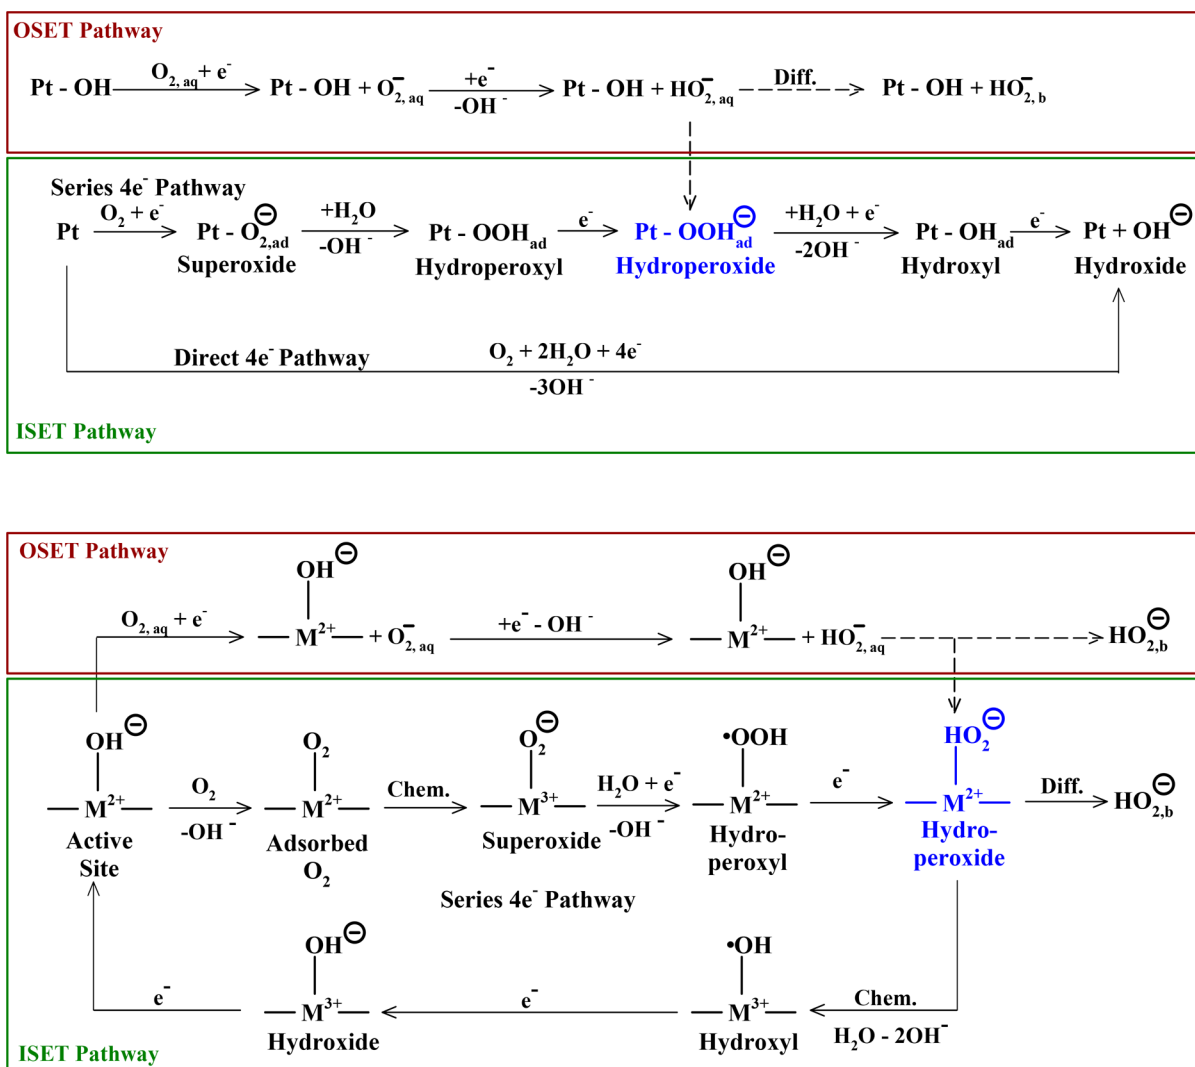 OSET Pathway
Pt - OH O₂, aq + e⁻ Pt - OH + O₂, aq⁻ +e⁻ -OH⁻ Pt - OH + HO₂, aq⁻ Diff. Pt - OH + HO₂, b⁻
Series 4e⁻ Pathway
Pt O₂ + e⁻ Pt - O₂,ad⊖ +H₂O -OH⁻ Pt - OOHad e⁻ Pt - OOHad⊖ +H₂O + e⁻ -2OH⁻ Pt - OHad e⁻ Pt + OH⊖
Superoxide Hydroperoxyl Hydroperoxide Hydroxyl Hydroxide
Direct 4e⁻ Pathway O₂ + 2H₂O + 4e⁻
-3OH⁻
ISET Pathway
OSET Pathway
OH⊖ OH⊖
O₂, aq + e⁻ M²⁺ + O₂, aq⁻ +e⁻ - OH⁻ M²⁺ + HO₂, aq⁻ HO₂,b⊖
OH⊖ O₂ O₂⊖ •OOH HO₂⊖
M²⁺ O₂ -OH⁻ M²⁺ Chem. M³⁺ H₂O + e⁻ -OH⁻ M²⁺ e⁻ M²⁺ Diff. HO₂,b⊖
Active Adsorbed Superoxide Hydro- Hydro-
Site O₂ peroxyl peroxide
Series 4e⁻ Pathway
OH⊖ •OH
e⁻ M³⁺ e⁻ M³⁺ Chem.
H₂O - 2OH⁻
Hydroxide Hydroxyl
ISET Pathway